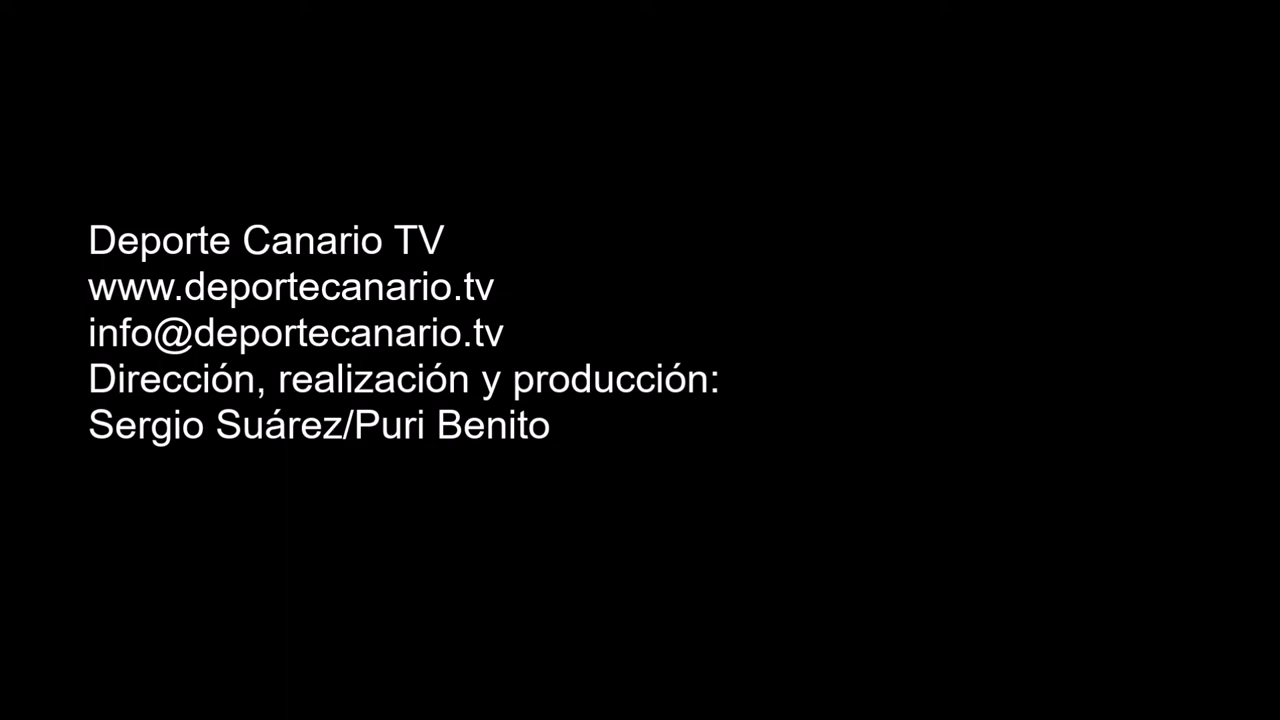 Deporte Canario TV
www.deportecanario.tv
info@deportecanario.tv
Dirección, realización y producción:
Sergio Suárez/Puri Benito